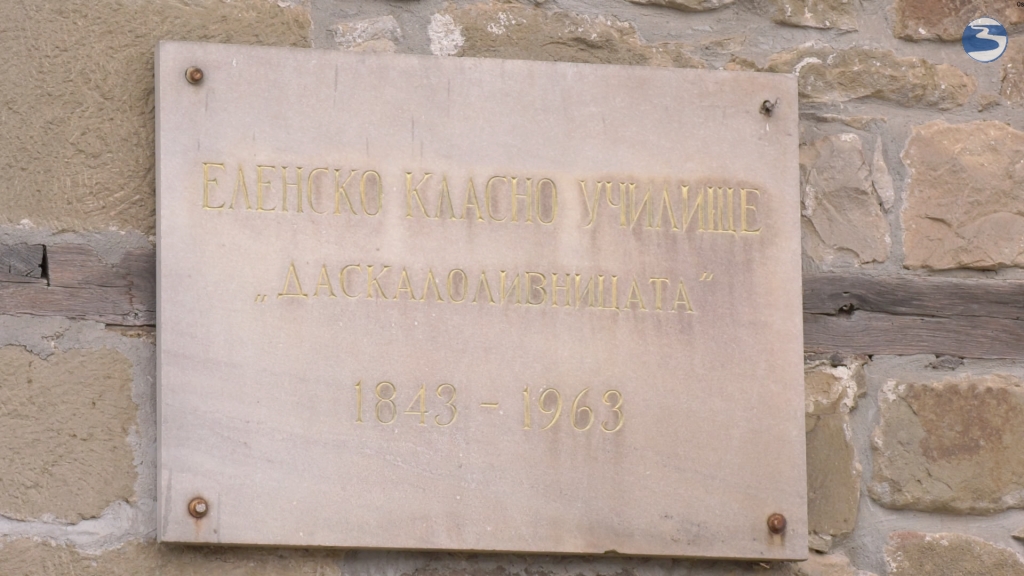 ЕЛЕНСКО КЛАСНО УЧИЛИЩЕ
„ДАСКАЛОЛИВНИЦАТА“
1843 - 1963